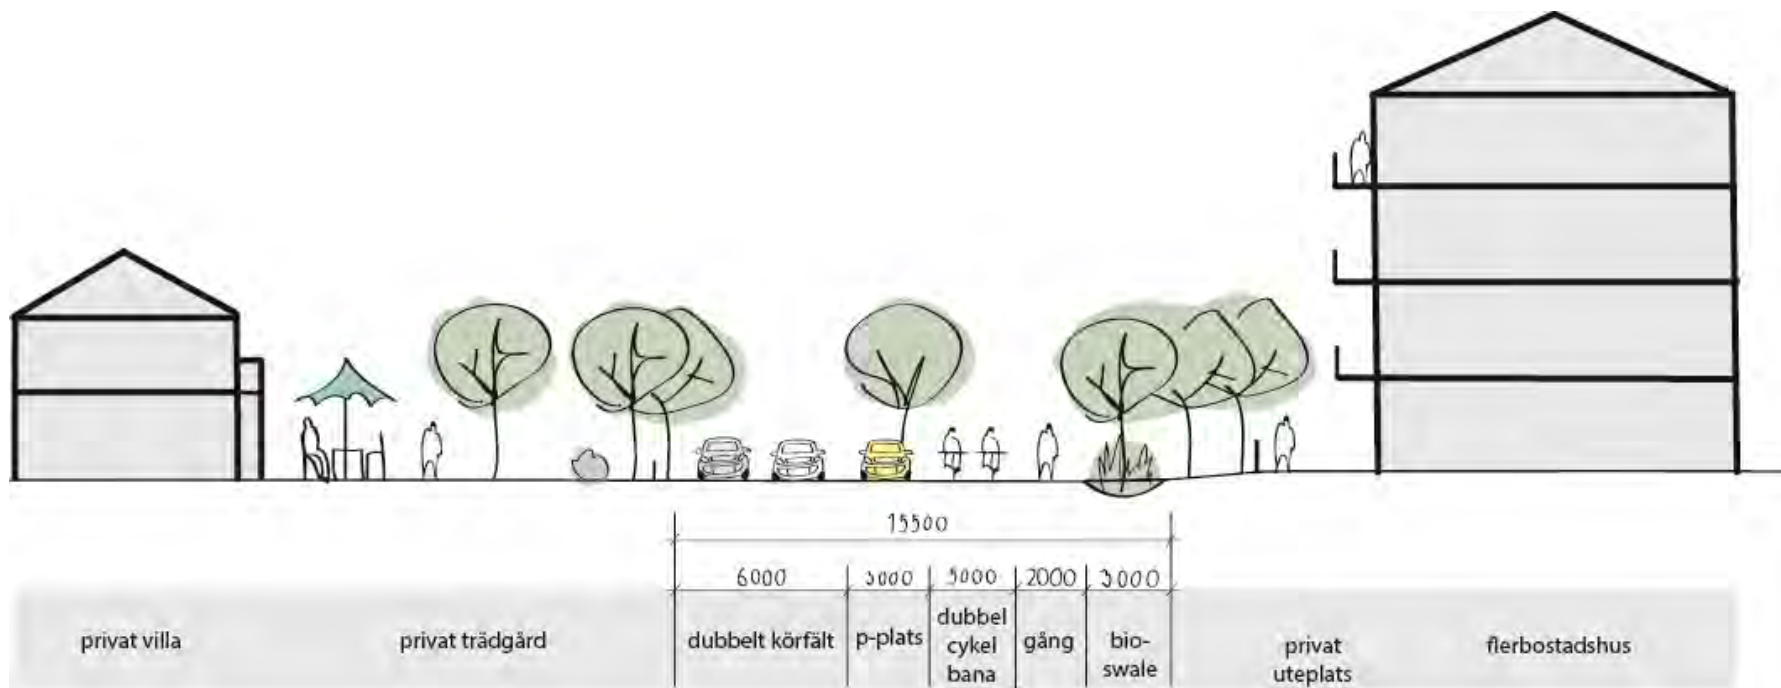 15500
6000 3000 2000 3000
privat villa
privat trädgård
dubbelt körfält
p-plats
dubbel
cykel
bana
gång
bio-
swale
privat
uteplats
flerbostadshus